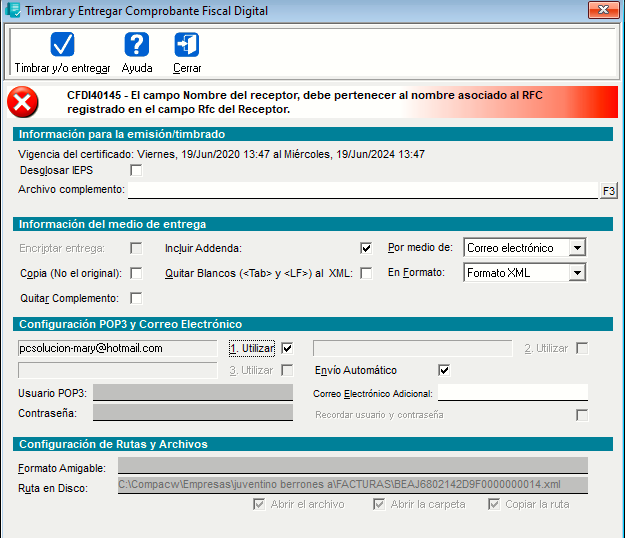 Timbrar y Entregar Comprobante Fiscal Digital
Timbrar y/o entregar Ayuda Cerrar
CFDI40145 - El campo Nombre del receptor, debe pertenecer al nombre asociado al RFC
registrado en el campo Rfc del Receptor.
Información para la emisión/timbrado
Vigencia del certificado: Viernes, 19/Jun/2020 13:47 al Miércoles, 19/Jun/2024 13:47
Desglosar IEPS
Archivo complemento: F3
Información del medio de entrega
Encriptar entrega: Incluir Addenda: Por medio de: Correo electrónico
Copia (No el original): Quitar Blancos (<Tab> y <LF>) al XML: En Formato: Formato XML
Quitar Complemento:
Configuración POP3 y Correo Electrónico
pcsolucion-mary@hotmail.com 1. Utilizar 2. Utilizar
3. Utilizar Envío Automático
Usuario POP3: Correo Electrónico Adicional:
Contraseña: Recordar usuario y contraseña
Configuración de Rutas y Archivos
Formato Amigable:
Ruta en Disco: C:\Compacw\Empresas\juventino berrones a\FACTURAS\BEAJ6802142D9F0000000014.xml
Abrir el archivo Abrir la carpeta Copiar la ruta